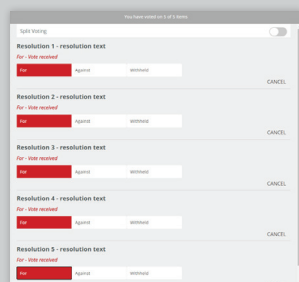 You have voted on 5 of 5 items
Split Voting
Resolution 1 - resolution text
For - Vote received
For Against Withheld
CANCEL
Resolution 2 - resolution text
For - Vote received
For Against Withheld
CANCEL
Resolution 3 - resolution text
For - Vote received
For Against Withheld
CANCEL
Resolution 4 - resolution text
For - Vote received
For Against Withheld
CANCEL
Resolution 5 - resolution text
For - Vote received
For Against Withheld